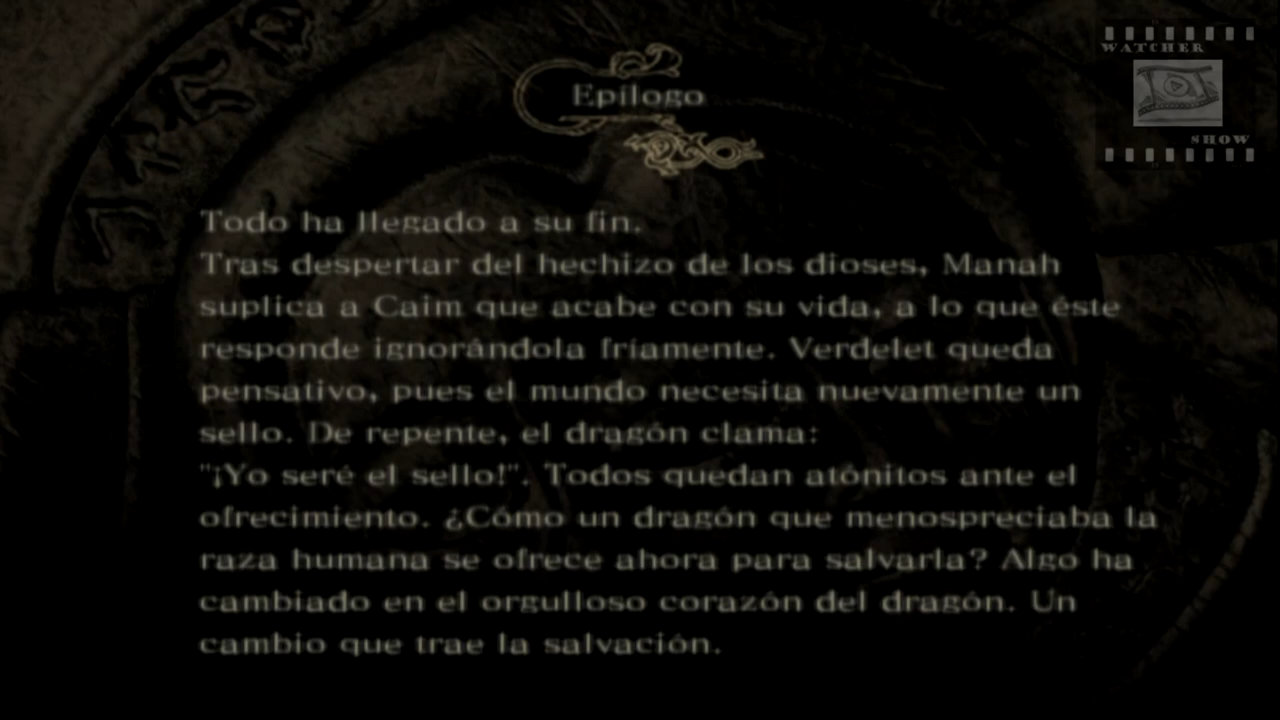 WATCHER
SHOW
Epílogo
Todo ha llegado a su fin.
Tras despertar del hechizo de los dioses, Manah
suplica a Caim que acabe con su vida, a lo que éste
responde ignorándola fríamente. Verdelet queda
pensativo, pues el mundo necesita nuevamente un
sello. De repente, el dragón clama:
"¡Yo seré el sello!". Todos quedan atónitos ante el
ofrecimiento. ¿Cómo un dragón que menospreciaba la
raza humana se ofrece ahora para salvarla? Algo ha
cambiado en el orgulloso corazón del dragón. Un
cambio que trae la salvación.